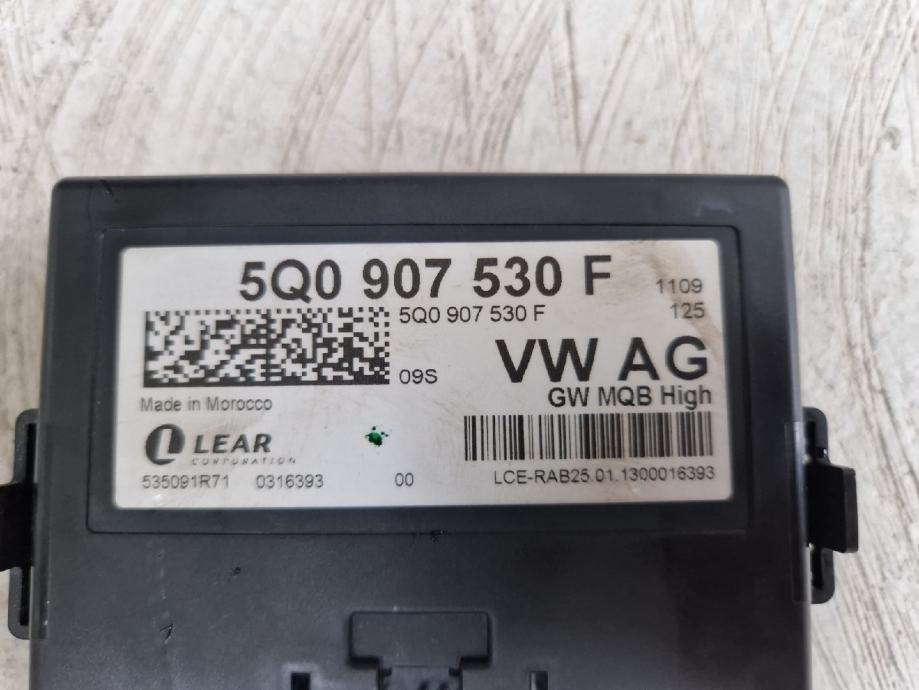 5Q0 907 530 F
1109
5Q0 907 530 F
125
09S
VW AG
GW MQB High
Made in Morocco
LEAR
CORPORATION
535091R71 0316393 00
LCE-RAB25.01.1300016393